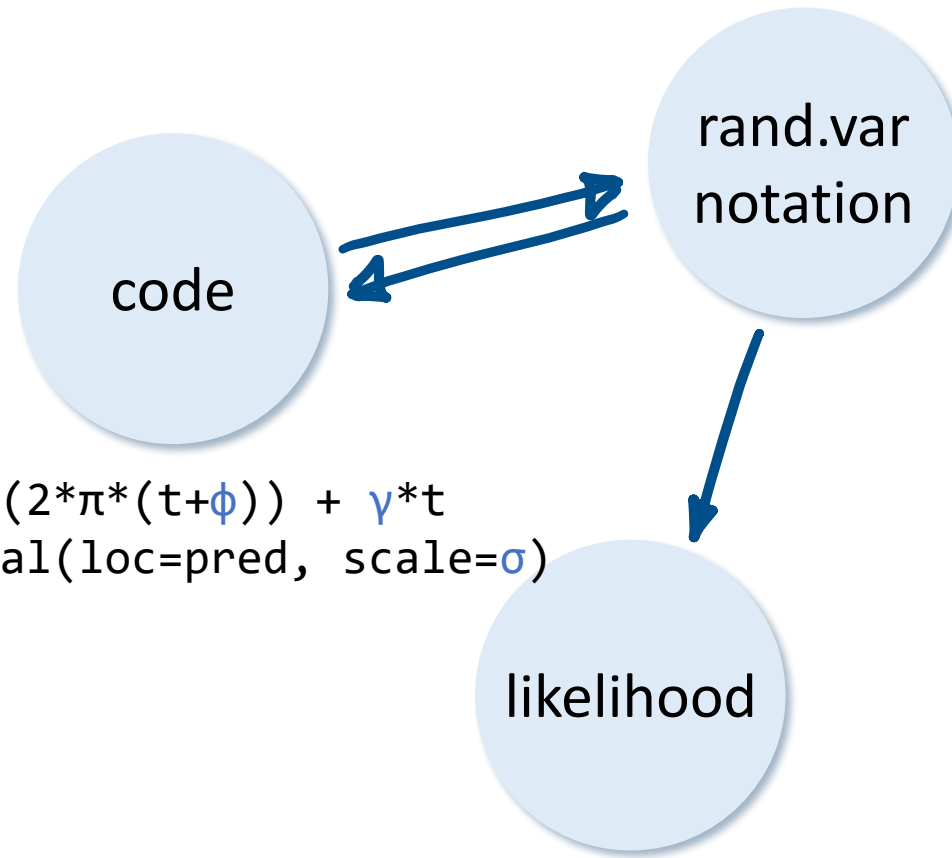 rand.var
notation
code
(2*π*(t+ϕ)) + γ*t
al(loc=pred, scale=σ)
likelihood